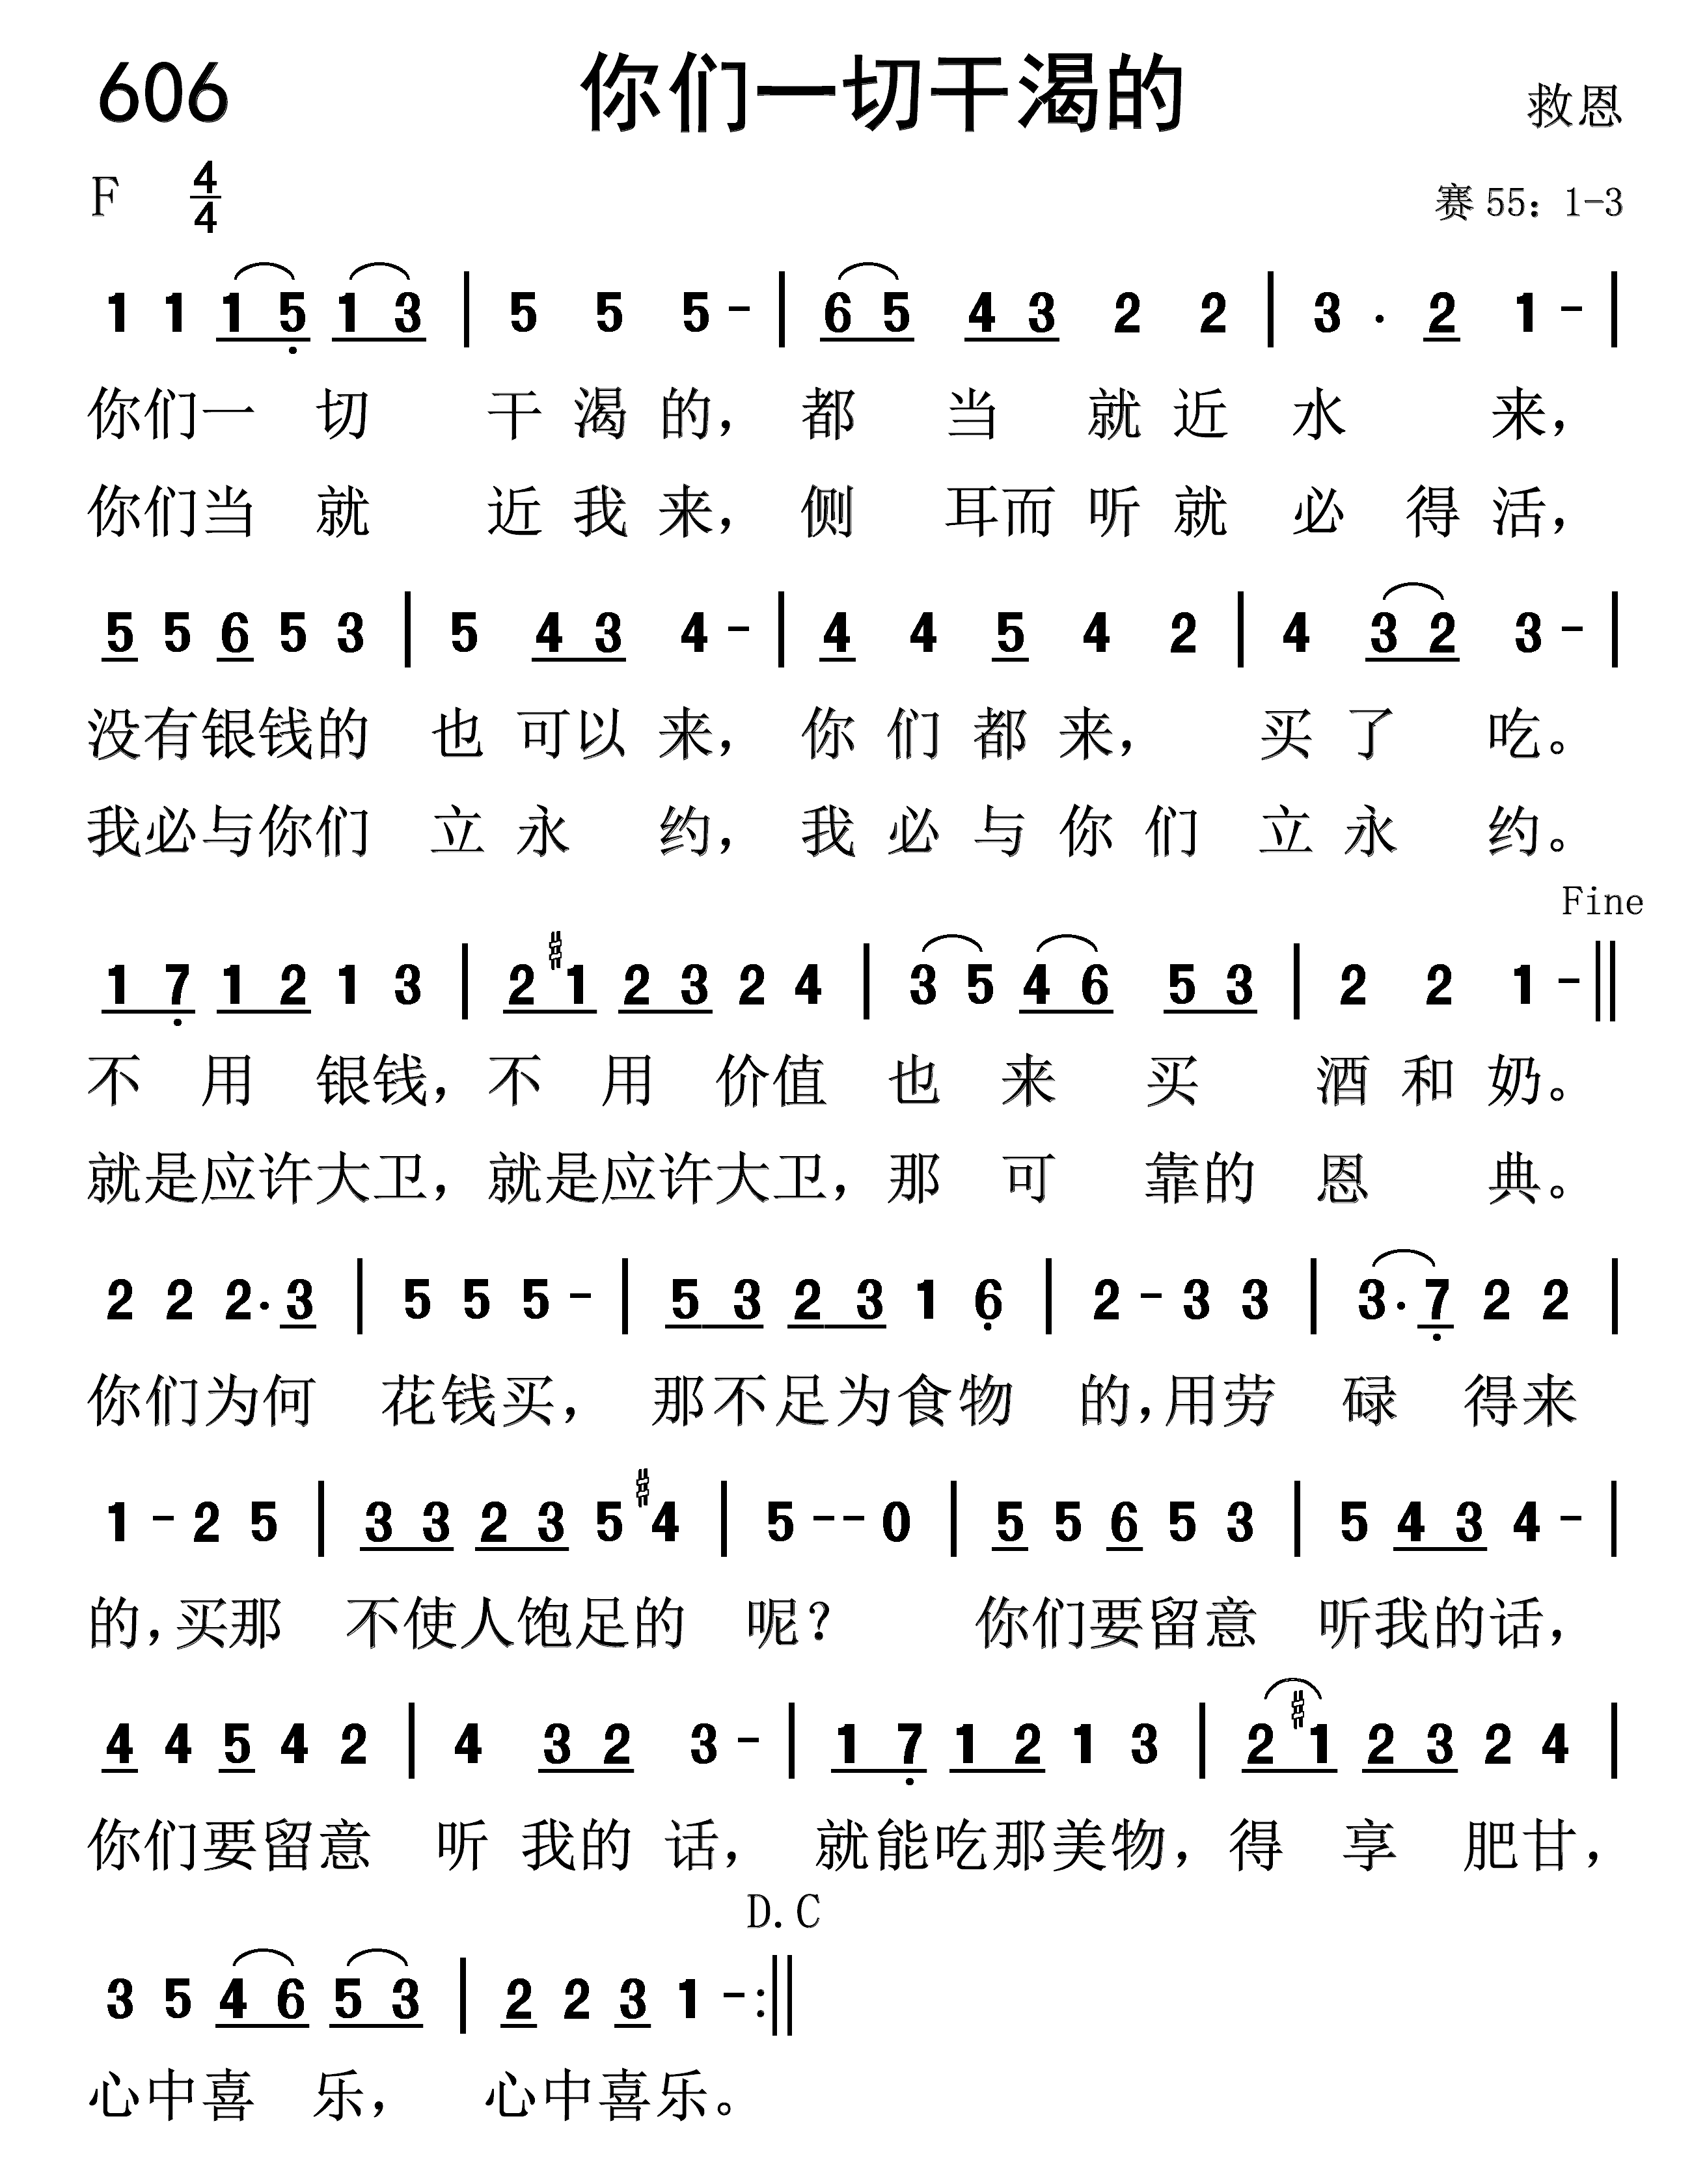 606 你们一切干渴的 救恩
F 4/4 赛 55：1-3
1 1 1 5 1 3 | 5 5 5 - | 6 5 4 3 2 2 | 3 · 2 1 - |
你们一 切 干 渴 的， 都 当 就 近 水 来，
你们当 就 近 我 来， 侧 耳而 听 就 必 得 活，
5 5 6 5 3 | 5 4 3 4 - | 4 4 5 4 2 | 4 3 2 3 - |
没有银钱的 也 可以 来， 你 们 都 来， 买 了 吃。
我必与你们 立 永 约， 我 必 与 你 们 立 永 约。
Fine
1 7 1 2 1 3 | 2 #1 2 3 2 4 | 3 5 4 6 5 3 | 2 2 1 - ||
不 用 银钱，不 用 价值 也 来 买 酒 和 奶。
就是应许大卫，就是应许大卫，那 可 靠的 恩 典。
2 2 2· 3 | 5 5 5 - | 5 3 2 3 1 6 | 2 - 3 3 | 3· 7 2 2 |
你们为何 花钱买， 那不足为食物 的，用劳 碌 得来
1 - 2 5 | 3 3 2 3 5 #4 | 5 - - 0 | 5 5 6 5 3 | 5 4 3 4 - |
的，买那 不使人饱足的 呢？ 你们要留意 听我的话，
4 4 5 4 2 | 4 3 2 3 - | 1 7 1 2 1 3 | 2 #1 2 3 2 4 |
你们要留意 听 我的 话， 就能吃那美物，得 享 肥甘，
D.C
3 5 4 6 5 3 | 2 2 3 1 - :||
心中喜 乐， 心中喜乐。